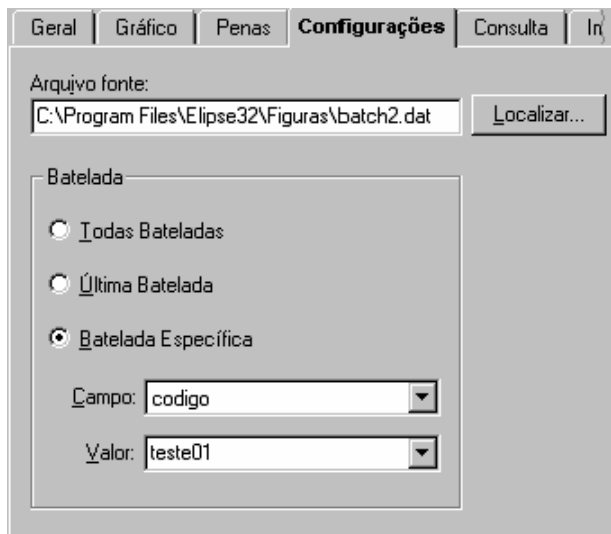 Geral Gráfico Penas Configurações Consulta In
Arquivo fonte:
C:\Program Files\Elipse32\Figuras\batch2.dat Localizar...
Batelada
Todas Bateladas
Última Batelada
Batelada Específica
Campo: codigo
Valor: teste01